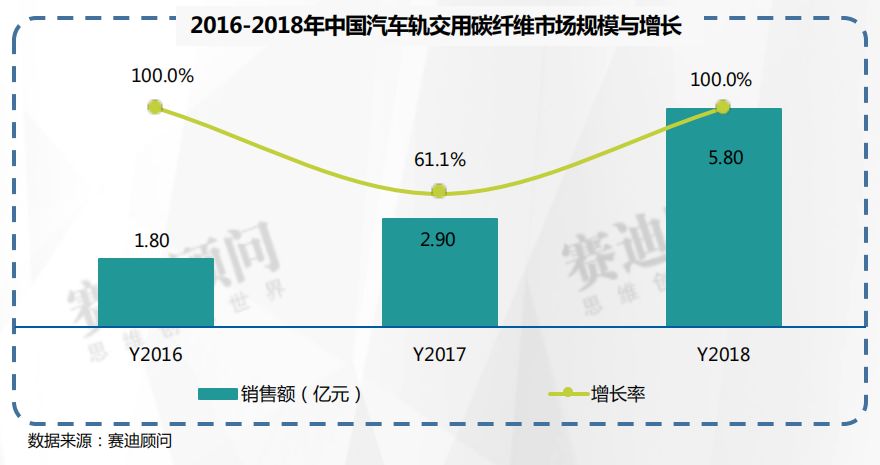 2016-2018年中国汽车轨交用碳纤维市场规模与增长
100.0%
100.0%
61.1%
5.80
1.80
2.90
Y2016
Y2017
Y2018
销售额（亿元）
增长率
数据来源：赛迪顾问